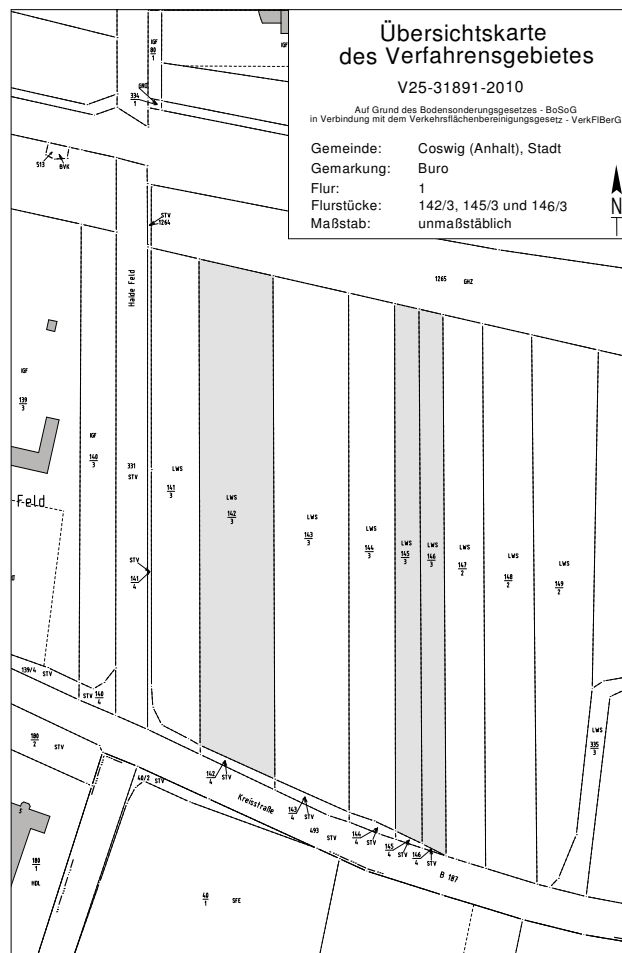 Übersichtskarte
des Verfahrensgebietes
V25-31891-2010
Auf Grund des Bodensonderungsgesetzes - BoSoG
in Verbindung mit dem Verkehrsflächenbereinigungsgesetz - VerkFlBerG
Gemeinde: Coswig (Anhalt), Stadt
Gemarkung: Buro
Flur: 1
Flurstücke: 142/3, 145/3 und 146/3
Maßstab: unmaßstäblich
N
IGF
80
1
IGF
334
1
S13
BVK
STV
1264
Halde Feld
1265 GHZ
IGF
139
3
IGF
140
3
331
STV
LWS
141
3
LWS
142
3
LWS
143
3
LWS
144
3
LWS
145
3
LWS
146
3
LWS
147
2
LWS
148
2
LWS
149
2
Feld
STV
141
4
139/4 STV
STV 140
4
180
2
STV
40/2 STV
142
4
STV
Kreisstraße
143
4
STV
493
STV
144
4
STV
145
4
STV
146
4
STV
B 187
LWS
335
3
S
180
1
HDL
40
1
SFE